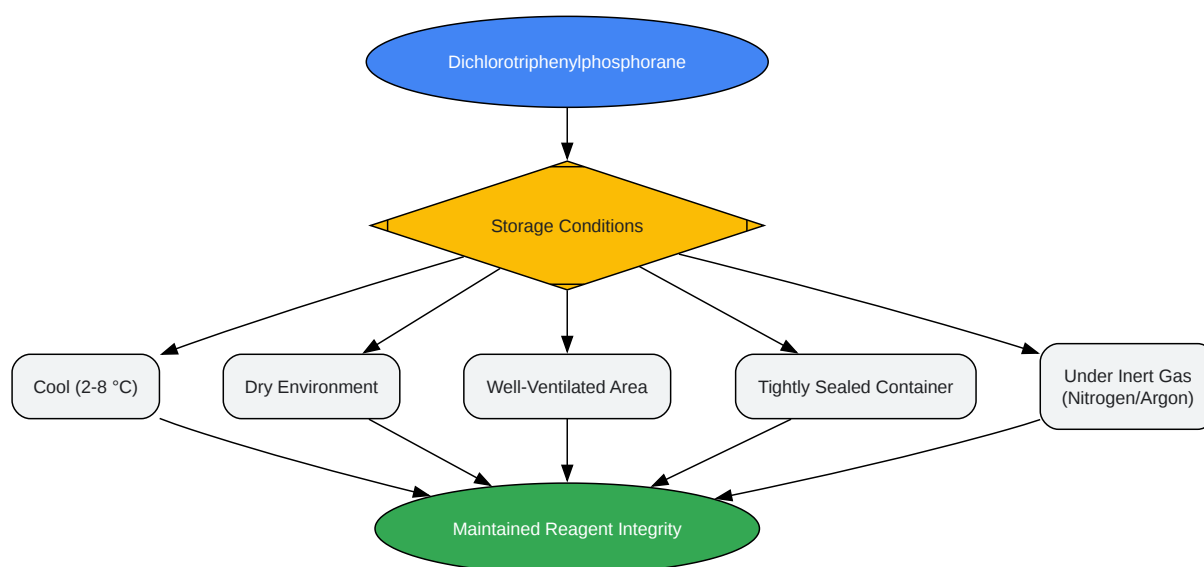 Dichlorotriphenylphosphorane
Storage Conditions
Cool (2-8 °C)
Dry Environment
Well-Ventilated Area
Tightly Sealed Container
Under Inert Gas
(Nitrogen/Argon)
Maintained Reagent Integrity